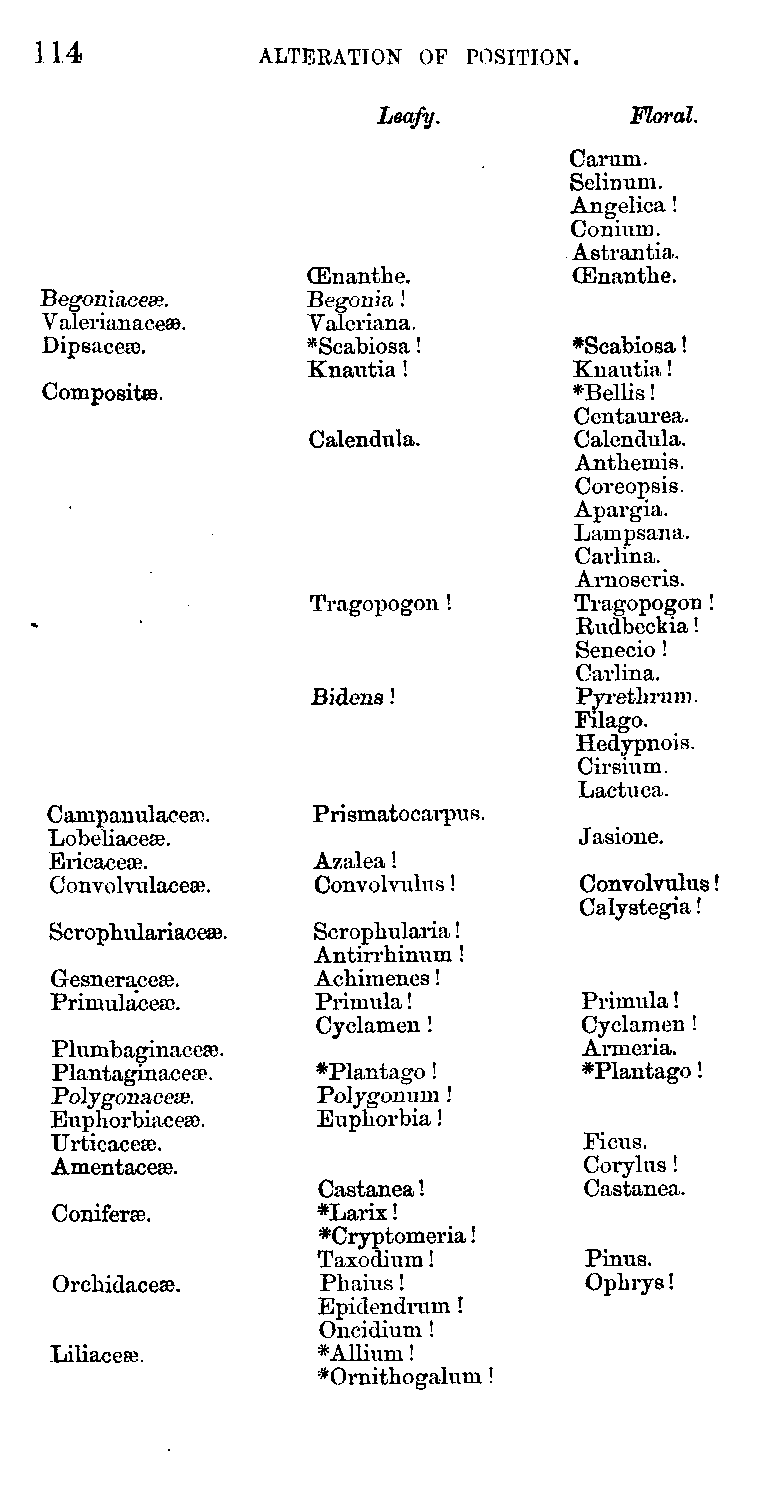 114 ALTERATION OF POSITION.
Leafy. Floral.
Carum.
Selinum.
Angelica !
Conium.
Astrantia.
Œnanthe. Œnanthe.
Begoniaceæ. Begonia !
Valerianaceæ. Valeriana.
Dipsaceæ. *Scabiosa ! *Scabiosa !
Knautia ! Knautia !
Compositæ. *Bellis !
Centaurea.
Calendula. Calendula.
Anthemis.
Coreopsis.
Apargia.
Lampsana.
Carlina.
Arnoseris.
Tragopogon ! Tragopogon !
Rudbeckia !
Senecio !
Carlina.
Bidens ! Pyrethrum.
Filago.
Hedypnois.
Cirsium.
Lactuca.
Campanulaceæ. Prismatocarpus.
Lobeliaceæ. Jasione.
Ericaceæ. Azalea !
Convolvulaceæ. Convolvulus ! Convolvulus !
Calystegia !
Scrophulariaceæ. Scrophularia !
Antirrhinum !
Gesneraceæ. Achimenes !
Primulaceæ. Primula ! Primula !
Cyclamen ! Cyclamen !
Plumbaginaceæ. Armeria.
Plantaginaceæ. *Plantago ! *Plantago !
Polygonaceæ. Polygonum !
Euphorbiaceæ. Euphorbia !
Urticaceæ. Ficus.
Amentaceæ. Corylus !
Castanea ! Castanea.
Coniferæ. *Larix !
*Cryptomeria !
Taxodium ! Pinus.
Orchidaceæ. Phaius ! Ophrys !
Epidendrum !
Oncidium !
Liliaceæ. *Allium !
*Ornithogalum !